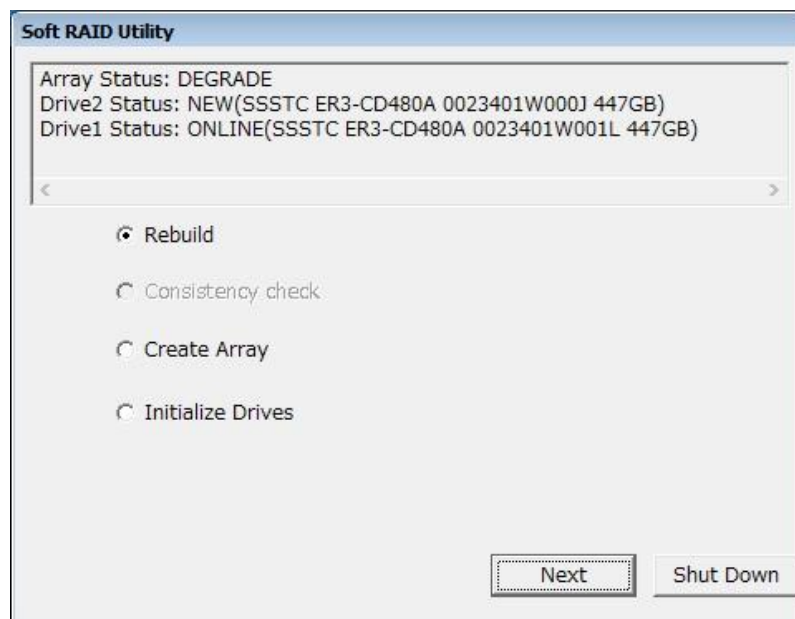 Soft RAID Utility
Array Status: DEGRADE
Drive2 Status: NEW(SSSTC ER3-CD480A 0023401W000J 447GB)
Drive1 Status: ONLINE(SSSTC ER3-CD480A 0023401W001L 447GB)
Rebuild
Consistency check
Create Array
Initialize Drives
Next
Shut Down